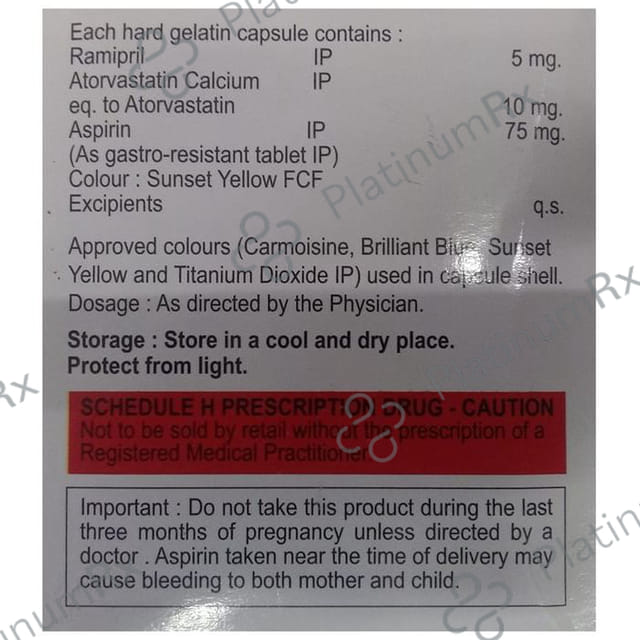 Each hard gelatin capsule contains :
Ramipril IP 5 mg.
Atorvastatin Calcium IP
eq. to Atorvastatin 10 mg.
Aspirin IP 75 mg.
(As gastro-resistant tablet IP)
Colour : Sunset Yellow FCF
Excipients q.s.
Approved colours (Carmoisine, Brilliant Blue, Sunset
Yellow and Titanium Dioxide IP) used in capsule shell.
Dosage : As directed by the Physician.
Storage : Store in a cool and dry place.
Protect from light.
SCHEDULE H PRESCRIPTION DRUG - CAUTION
Not to be sold by retail without the prescription of a
Registered Medical Practitioner.
Important : Do not take this product during the last
three months of pregnancy unless directed by a
doctor . Aspirin taken near the time of delivery may
cause bleeding to both mother and child.
PlatinumRx